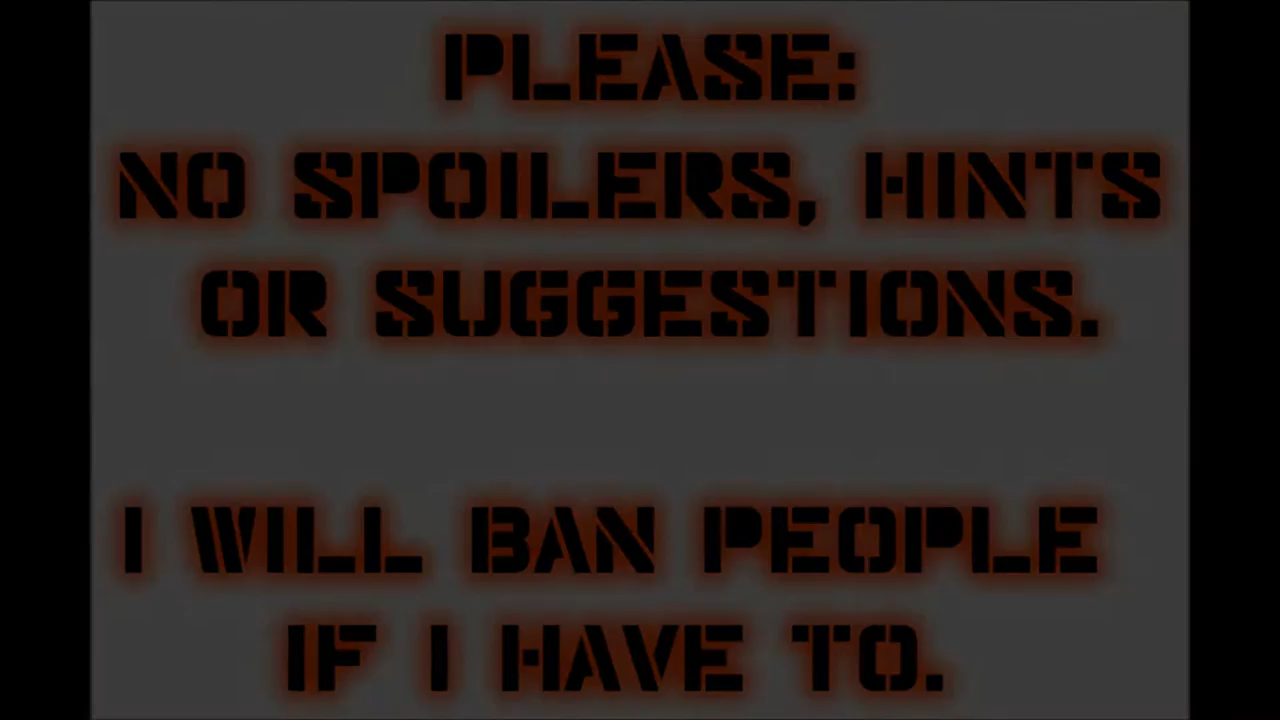 PLEASE:
NO SPOILERS, HINTS
OR SUGGESTIONS.
I WILL BAN PEOPLE
IF I HAVE TO.